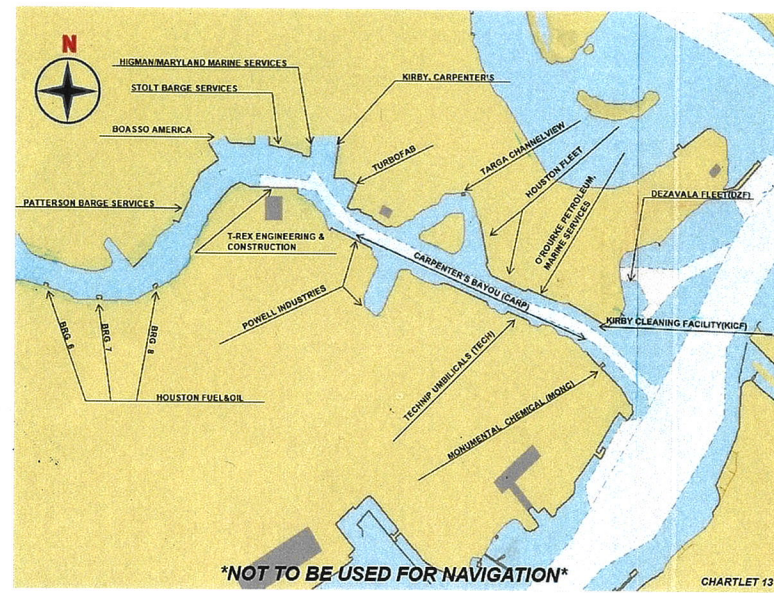 N
HIGMAN/MARYLAND MARINE SERVICES
STOLT BARGE SERVICES
KIRBY, CARPENTER'S
BOASSO AMERICA
TURBOFAB
TARGA CHANNELVIEW
HOUSTON FLEET
O'ROURKE PETROLEUM,
MARINE SERVICES
DEZAVALA FLEET(DZF)
PATTERSON BARGE SERVICES
T-REX ENGINEERING &
CONSTRUCTION
CARPENTER'S BAYOU (CARP)
POWELL INDUSTRIES
BRG 6
BRG 7
BRG 8
KIRBY CLEANING FACILITY(KICF)
HOUSTON FUEL&OIL
TECHNIP UMBILICALS (TECH)
MONUMENTAL CHEMICAL (MONC)
*NOT TO BE USED FOR NAVIGATION*
CHARTLET 13